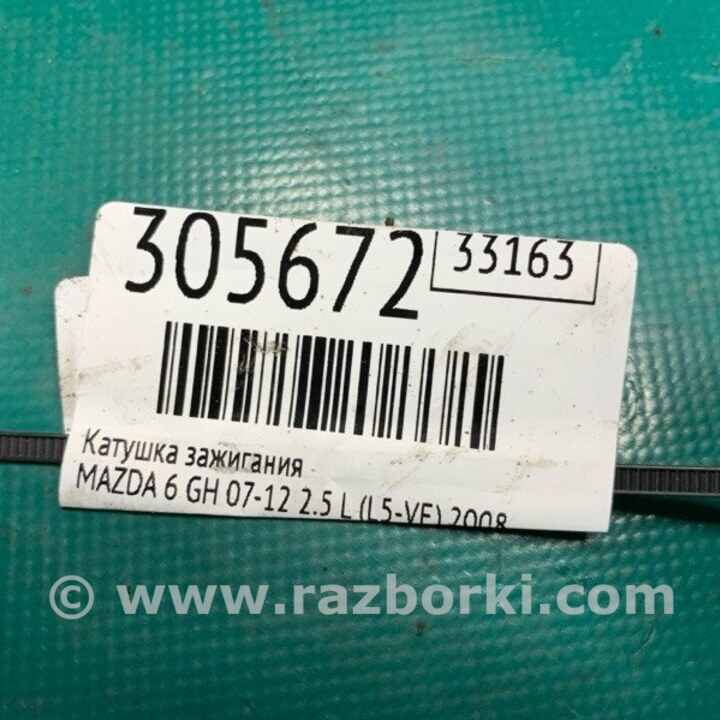 305672
33163
Катушка зажигания
MAZDA 6 GH 07-12 2.5 L (L5-VE) 2008
© www.razborki.com